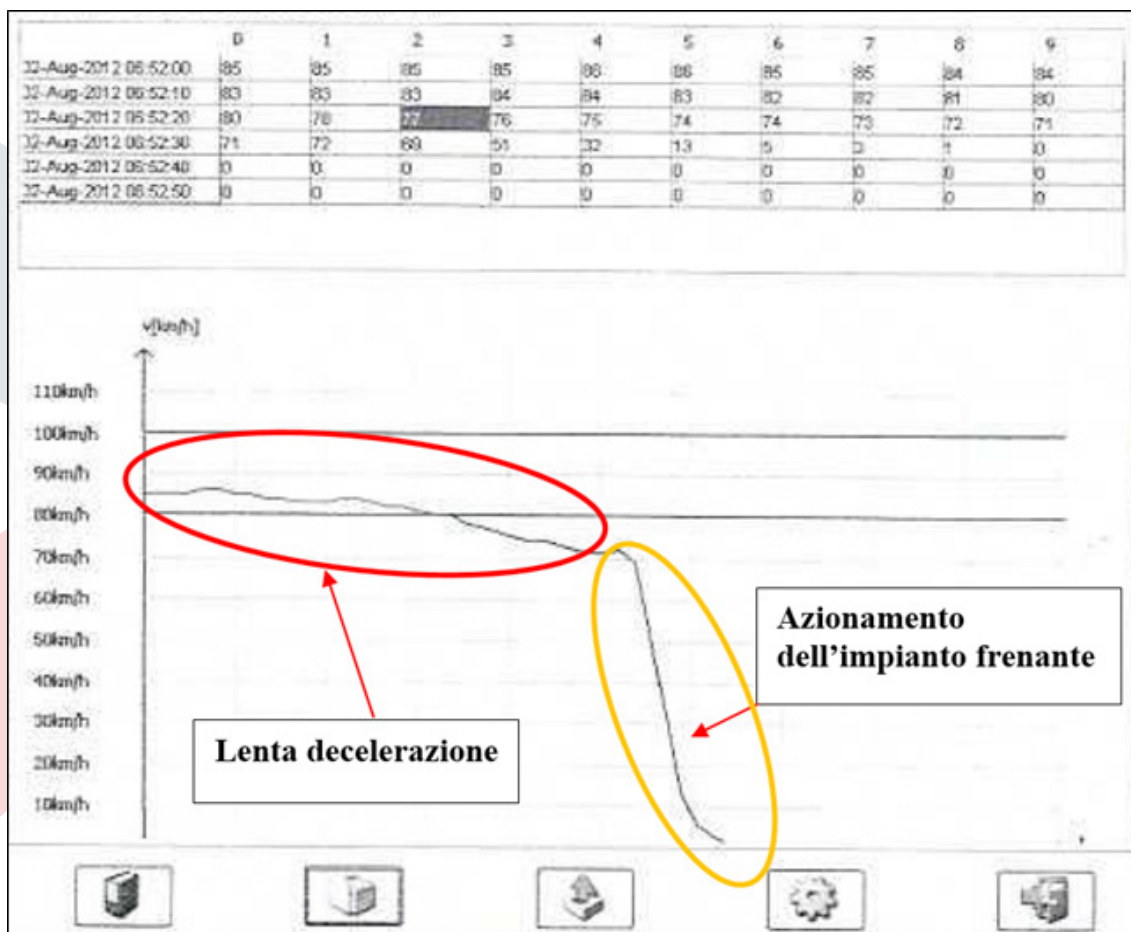 0 1 2 3 4 5 6 7 8 9
02-Aug-2012 06:52:00 85 85 85 85 86 86 85 85 84 84
02-Aug-2012 06:52:10 83 83 83 84 84 83 82 82 81 80
02-Aug-2012 06:52:20 80 78 77 76 75 74 74 73 72 71
02-Aug-2012 06:52:30 71 72 69 51 32 13 5 1 0
02-Aug-2012 06:52:40 0 0 0 0 0 0 0 0 0 0
02-Aug-2012 06:52:50 0 0 0 0 0 0 0 0 0 0
v[km/h]
110km/h
100km/h
90km/h
80km/h
70km/h
60km/h
50km/h
40km/h
30km/h
20km/h
10km/h
Azionamento
dell'impianto frenante
Lenta decelerazione